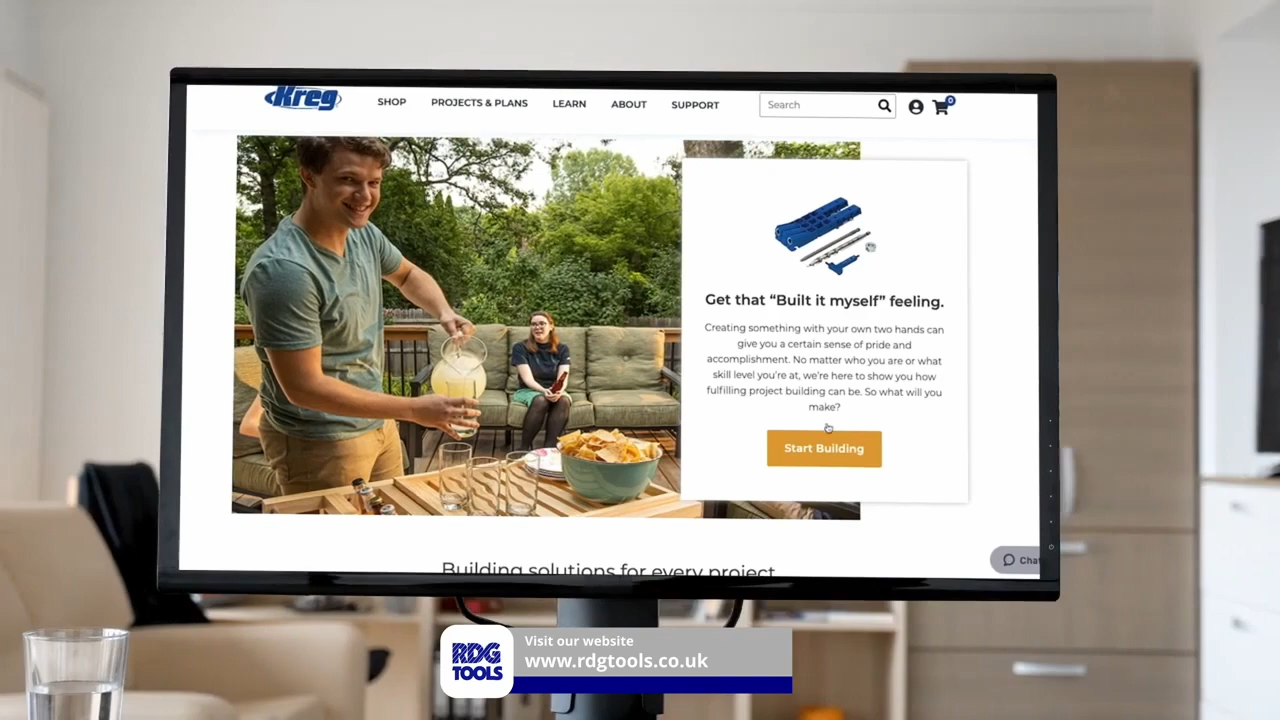 Kreg
SHOP
PROJECTS & PLANS
LEARN
ABOUT
SUPPORT
Search
0
Get that “Built it myself” feeling.
Creating something with your own two hands can
give you a certain sense of pride and
accomplishment. No matter who you are or what
skill level you're at, we're here to show you how
fulfilling project building can be. So what will you
make?
Start Building
Building solutions for every project
Chat
RDG
TOOLS
Visit our website
www.rdgtools.co.uk